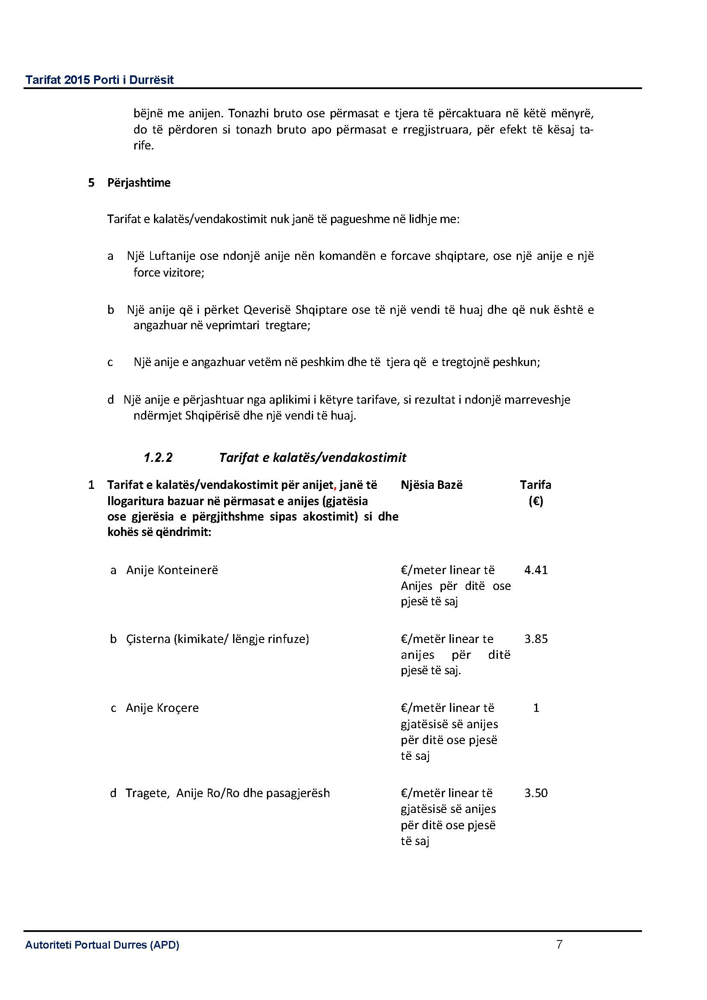 Tarifat 2015 Porti i Durrësit
bëjnë me anijen. Tonazhi bruto ose përmasat e tjera të përcaktuara në këtë mënyrë,
do të përdoren si tonazh bruto apo përmasat e rregjistruara, për efekt të kësaj ta-
rife.
5 Përjashtime
Tarifat e kalatës/vendakostimit nuk janë të pagueshme në lidhje me:
a Një Luftanije ose ndonjë anije nën komandën e forcave shqiptare, ose një anije e një
force vizitore;
b Një anije që i përket Qeverisë Shqiptare ose të një vendi të huaj dhe që nuk është e
angazhuar në veprimtari tregtare;
c Një anije e angazhuar vetëm në peshkim dhe të tjera që e tregtojnë peshkun;
d Një anije e përjashtuar nga aplikimi i këtyre tarifave, si rezultat i ndonjë marreveshje
ndërmjet Shqipërisë dhe një vendi të huaj.
1.2.2 Tarifat e kalatës/vendakostimit
1 Tarifat e kalatës/vendakostimit për anijet, janë të Njësia Bazë Tarifa
llogaritura bazuar në përmasat e anijes (gjatësia (€)
ose gjerësia e përgjithshme sipas akostimit) si dhe
kohës së qëndrimit:
a Anije Konteinerë €/meter linear të 4.41
Anijes për ditë ose
pjesë të saj
b Çisterna (kimikate/ lëngje rinfuze) €/metër linear te 3.85
anijes për ditë
pjesë të saj.
c Anije Kroçere €/metër linear të 1
gjatësisë së anijes
për ditë ose pjesë
të saj
d Tragete, Anije Ro/Ro dhe pasagjerësh €/metër linear të 3.50
gjatësisë së anijes
për ditë ose pjesë
të saj
Autoriteti Portual Durres (APD) 7